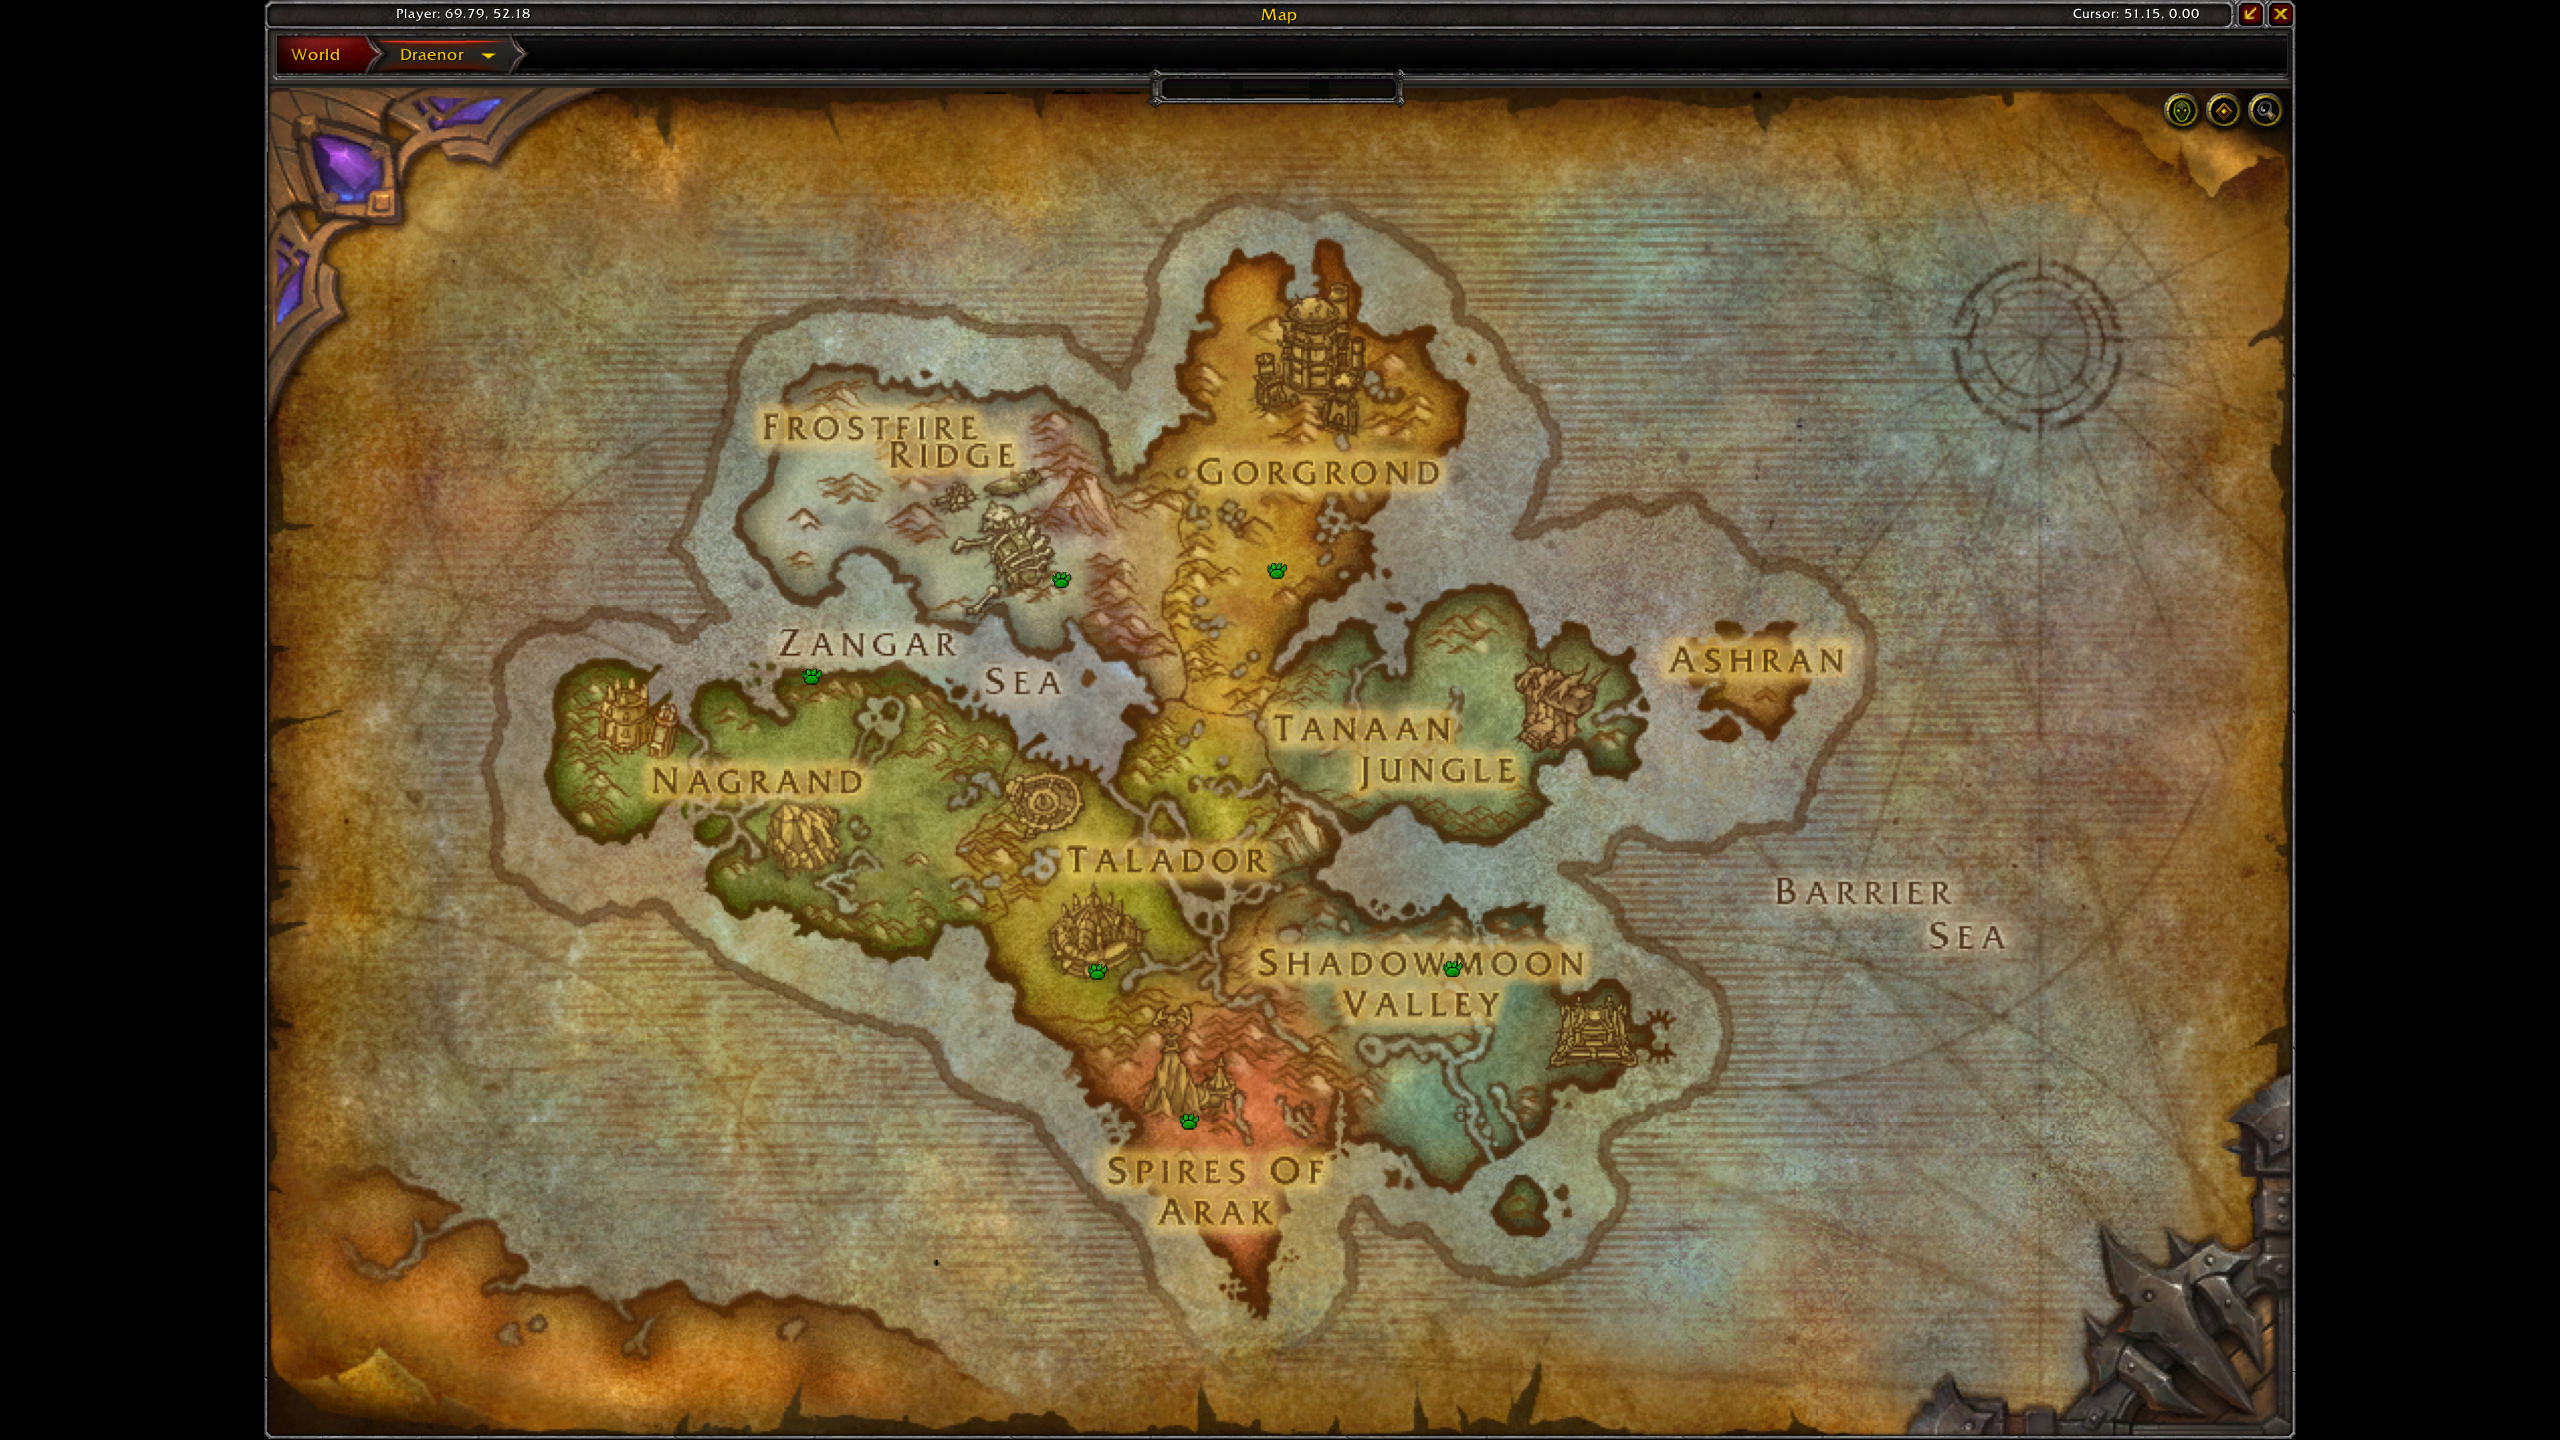 Player: 69.79, 52.18
Map
Cursor: 51.15, 0.00
World
Draenor
FROSTFIRE
RIDGE
GORGROND
ZANGAR
SEA
ASHRAN
TANAAN
JUNGLE
NAGRAND
TALADOR
BARRIER
SEA
SHADOWMOON
VALLEY
SPIRES OF
ARAK